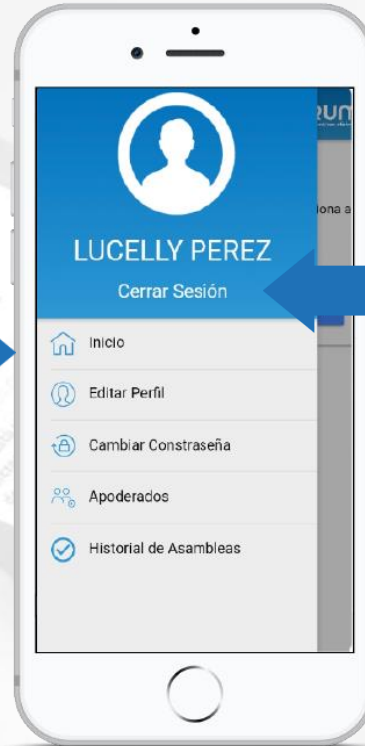 LUCELLY PEREZ
Cerrar Sesión
Inicio
Editar Perfil
Cambiar Constraseña
Apoderados
Historial de Asambleas